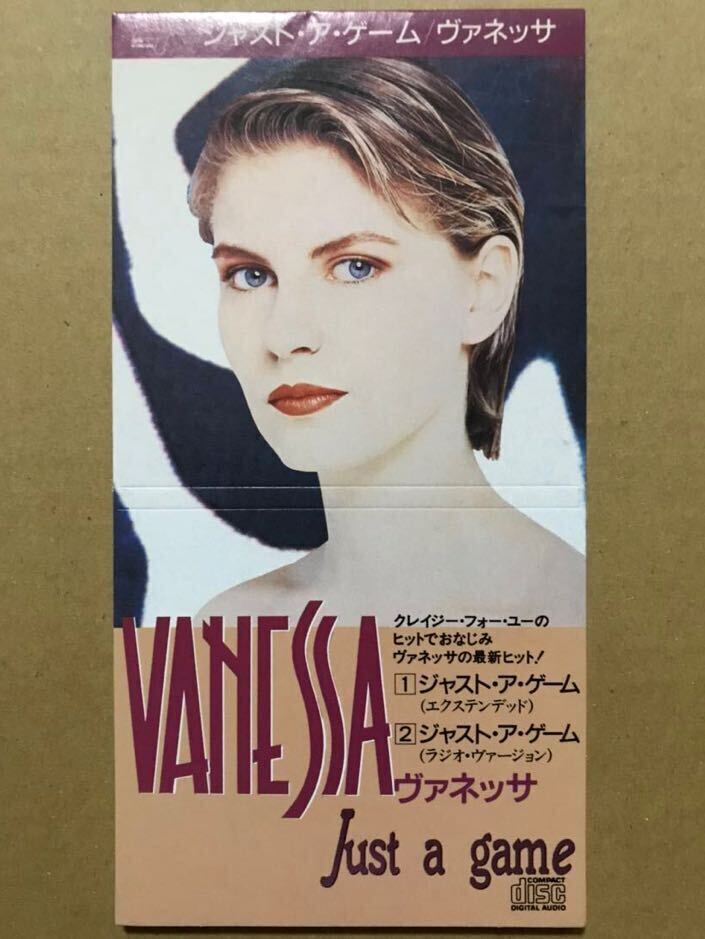 ジャスト・ア・ゲーム/ヴァネッサ
VANESSA
クレイジー・フォー・ユーの
ヒットでおなじみ
ヴァネッサの最新ヒット!
1 ジャスト・ア・ゲーム
(エクステンデッド)
2 ジャスト・ア・ゲーム
(ラジオ・ヴァージョン)
ヴァネッサ
Just a game
COMPACT
disc
DIGITAL AUDIO